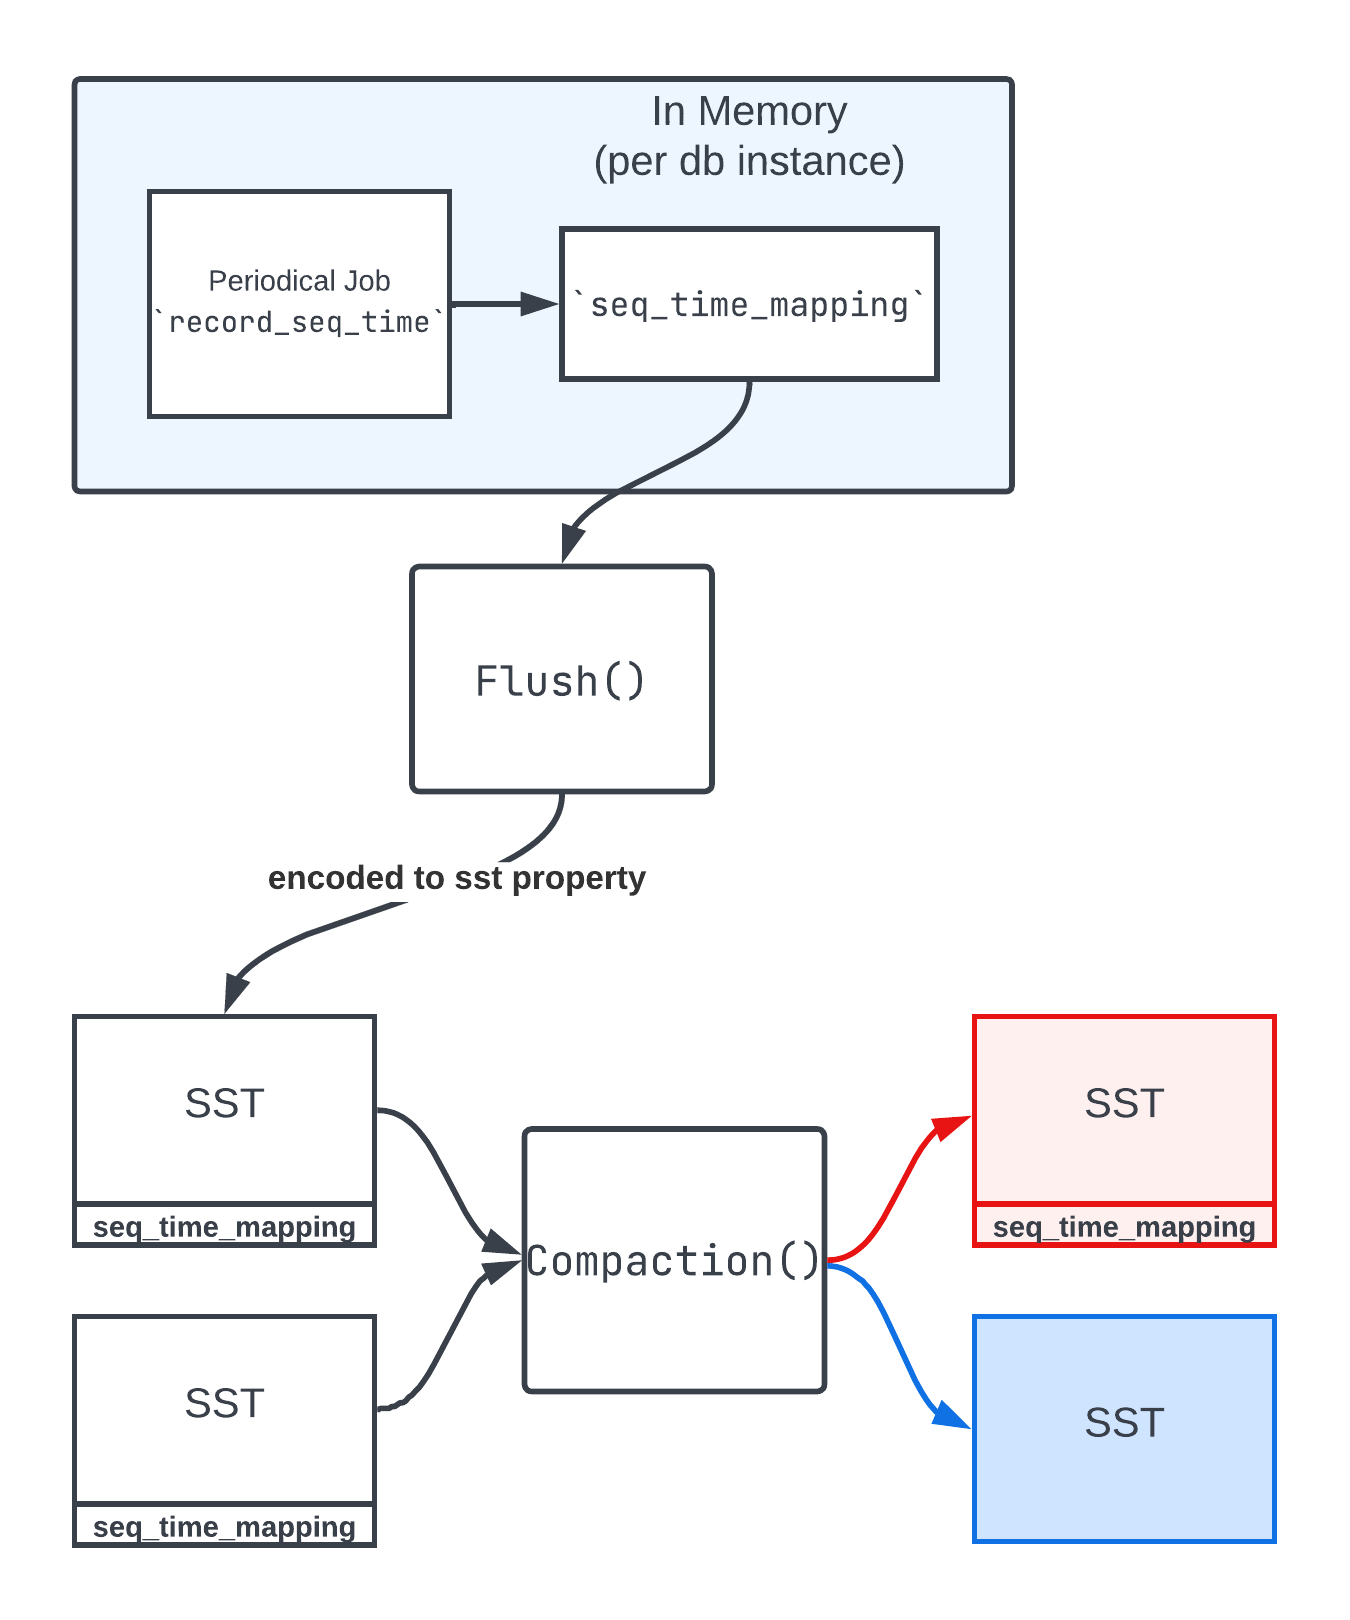 In Memory
(per db instance)
Periodical Job
`record_seq_time`
`seq_time_mapping`
Flush()
encoded to sst property
SST
seq_time_mapping
SST
seq_time_mapping
Compaction()
SST
seq_time_mapping
SST